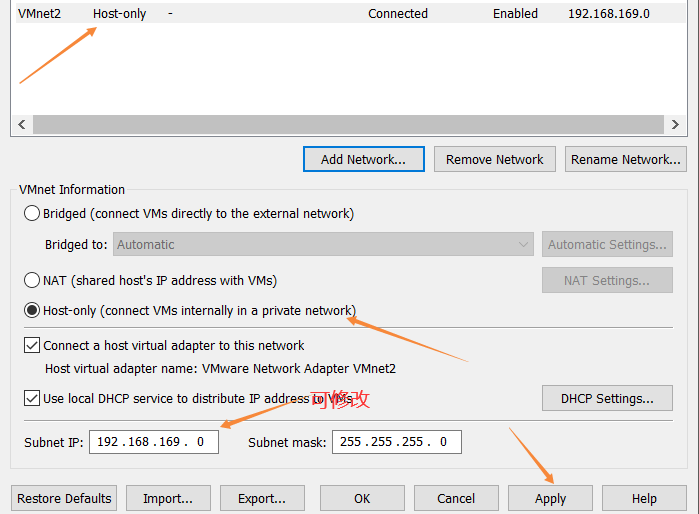 VMnet2 Host-only - Connected Enabled 192.168.169.0
Add Network... Remove Network Rename Network...
VMnet Information
Bridged (connect VMs directly to the external network)
Bridged to: Automatic Automatic Settings...
NAT (shared host's IP address with VMs) NAT Settings...
Host-only (connect VMs internally in a private network)
Connect a host virtual adapter to this network
Host virtual adapter name: VMware Network Adapter VMnet2
Use local DHCP service to distribute IP address to VMs DHCP Settings...
可修改
Subnet IP: 192 . 168 . 169 . 0 Subnet mask: 255 . 255 . 255 . 0
Restore Defaults Import... Export... OK Cancel Apply Help